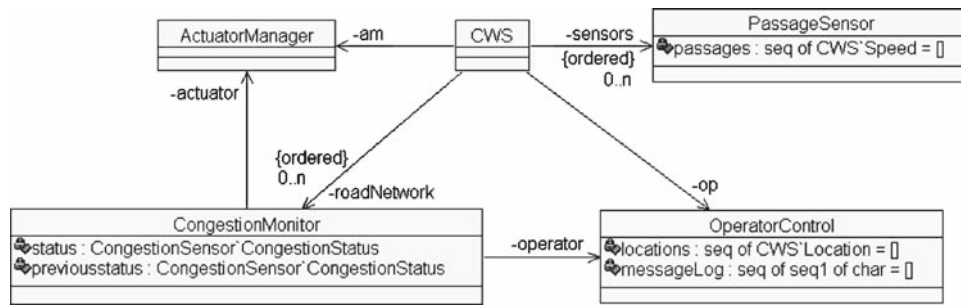 ActuatorManager
-am
CWS
-sensors
{ordered}
0..n
PassageSensor
passages : seq of CWS`Speed = []
-actuator
{ordered}
0..n
-roadNetwork
-op
CongestionMonitor
status : CongestionSensor`CongestionStatus
previousstatus : CongestionSensor`CongestionStatus
-operator
OperatorControl
locations : seq of CWS`Location = []
messageLog : seq of seq1 of char = []